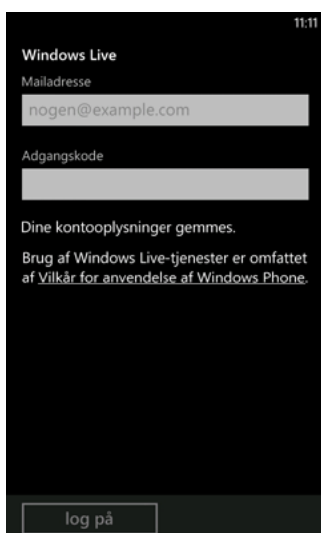 11:11
Windows Live
Mailadresse
nogen@example.com
Adgangskode
Dine kontooplysninger gemmes.
Brug af Windows Live-tjenester er omfattet
af Vilkår for anvendelse af Windows Phone.
log på